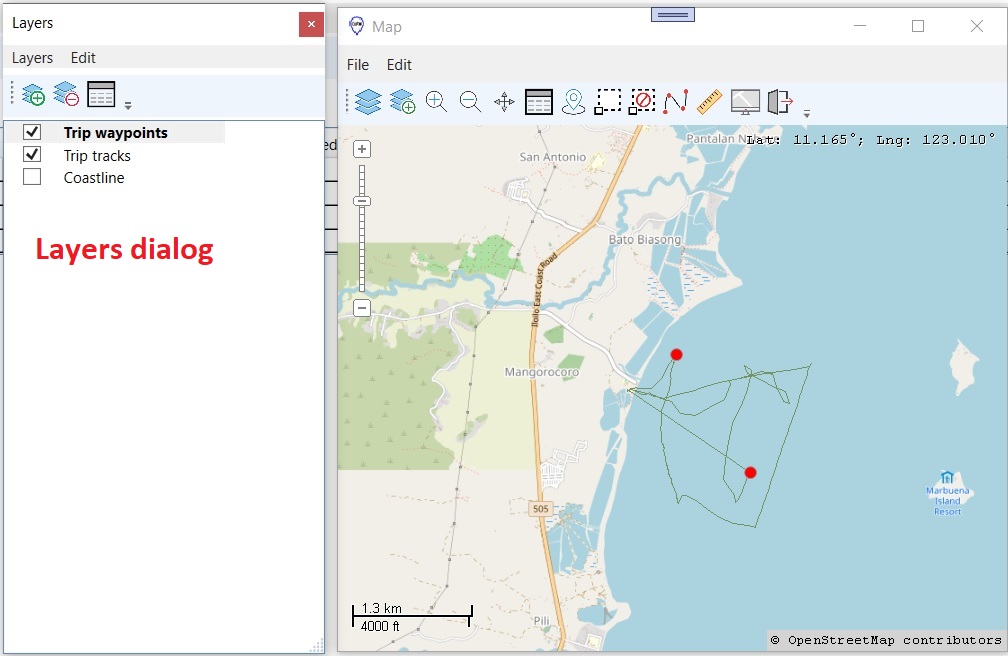 Layers
Layers Edit
Trip waypoints
Trip tracks
Coastline
Layers dialog
ed
Map
File Edit
Lat: 11.165°; Lng: 123.010°
San Antonio
Bato Biasong
Iloilo East Coast Road
Mangorocoro
505
Marbuena
Island
Resort
Pili
1.3 km
4000 ft
© OpenStreetMap contributors